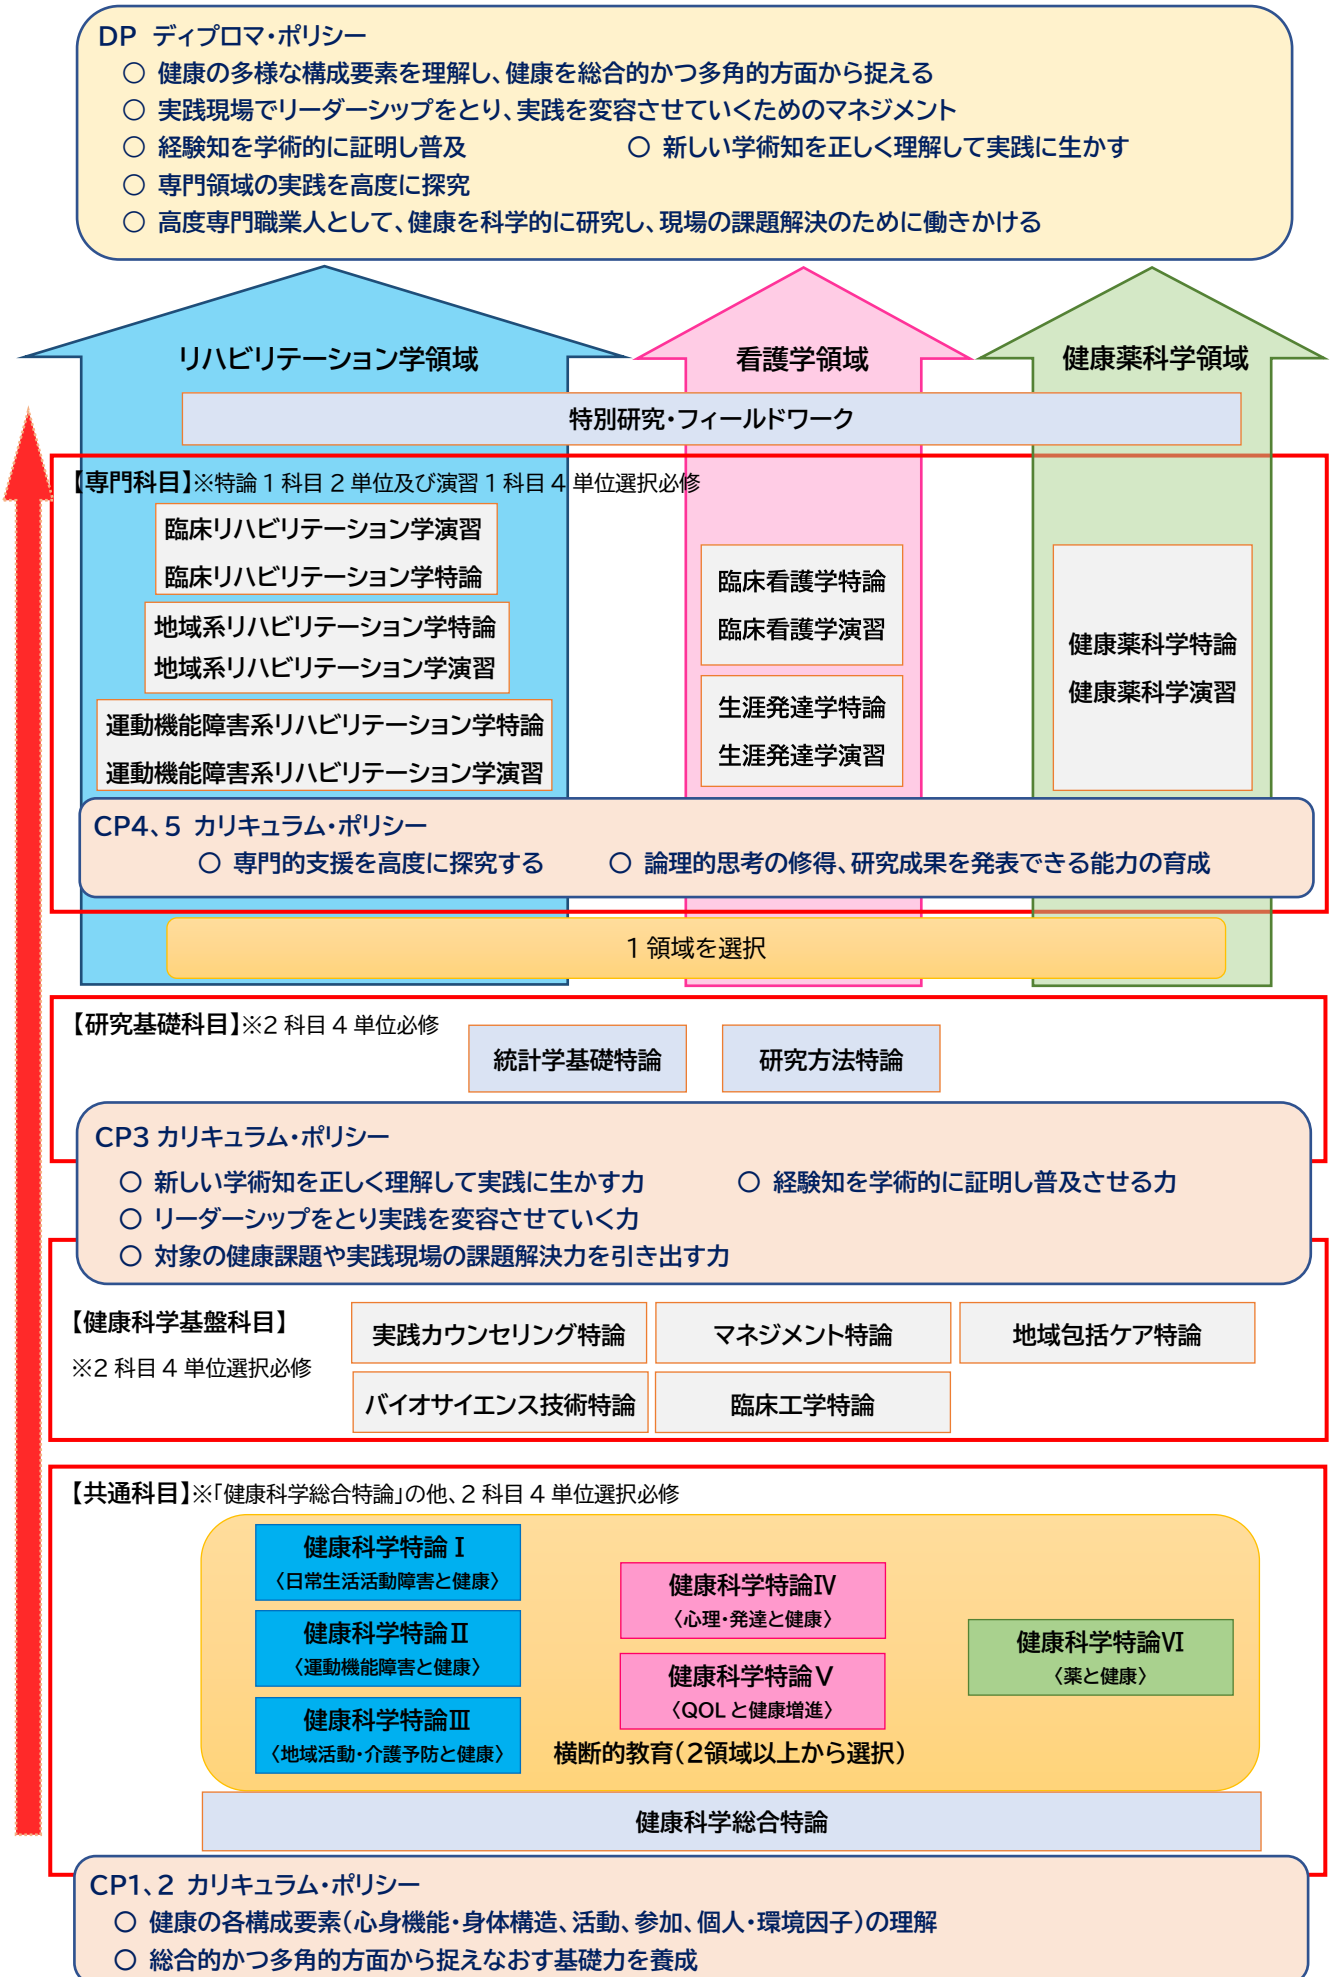 DP ディプロマ・ポリシー
○ 健康の多様な構成要素を理解し、健康を総合的かつ多角的方面から捉える
○ 実践現場でリーダーシップをとり、実践を変容させていくためのマネジメント
○ 経験知を学術的に証明し普及 ○ 新しい学術知を正しく理解して実践に生かす
○ 専門領域の実践を高度に探究
○ 高度専門職業人として、健康を科学的に研究し、現場の課題解決のために働きかける
リハビリテーション学領域 看護学領域 健康薬科学領域
特別研究・フィールドワーク
【専門科目】※特論1科目2単位及び演習1科目4単位選択必修
臨床リハビリテーション学演習
臨床リハビリテーション学特論
地域系リハビリテーション学特論
地域系リハビリテーション学演習
運動機能障害系リハビリテーション学特論
運動機能障害系リハビリテーション学演習
臨床看護学特論
臨床看護学演習
生涯発達学特論
生涯発達学演習
健康薬科学特論
健康薬科学演習
CP4、5 カリキュラム・ポリシー
○ 専門的支援を高度に探究する ○ 論理的思考の修得、研究成果を発表できる能力の育成
1領域を選択
【研究基礎科目】※2科目4単位必修
統計学基礎特論 研究方法特論
CP3カリキュラム・ポリシー
○ 新しい学術知を正しく理解して実践に生かす力 ○ 経験知を学術的に証明し普及させる力
○ リーダーシップをとり実践を変容させていく力
○ 対象の健康課題や実践現場の課題解決力を引き出す力
【健康科学基盤科目】
※2科目4単位選択必修
実践カウンセリング特論 マネジメント特論 地域包括ケア特論
バイオサイエンス技術特論 臨床工学特論
【共通科目】※「健康科学総合特論」の他、2科目4単位選択必修
健康科学特論Ⅰ
〈日常生活活動障害と健康〉
健康科学特論Ⅱ
〈運動機能障害と健康〉
健康科学特論Ⅲ
〈地域活動・介護予防と健康〉
健康科学特論Ⅳ
〈心理・発達と健康〉
健康科学特論Ⅴ
〈QOLと健康増進〉
健康科学特論Ⅵ
〈薬と健康〉
横断的教育(2領域以上から選択)
健康科学総合特論
CP1、2 カリキュラム・ポリシー
○ 健康の各構成要素(心身機能・身体構造、活動、参加、個人・環境因子)の理解
○ 総合的かつ多角的方面から捉えなおす基礎力を養成